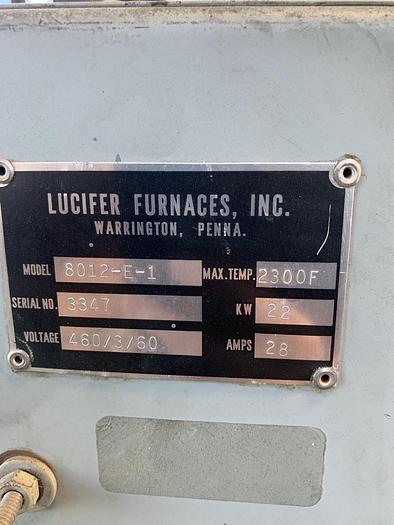 LUCIFER FURNACES, INC.
WARRINGTON, PENNA.
MODEL 8012-E-1 MAX.TEMP. 2300F
SERIAL NO. 3347 KW 22
VOLTAGE 460/3/60 AMPS 28